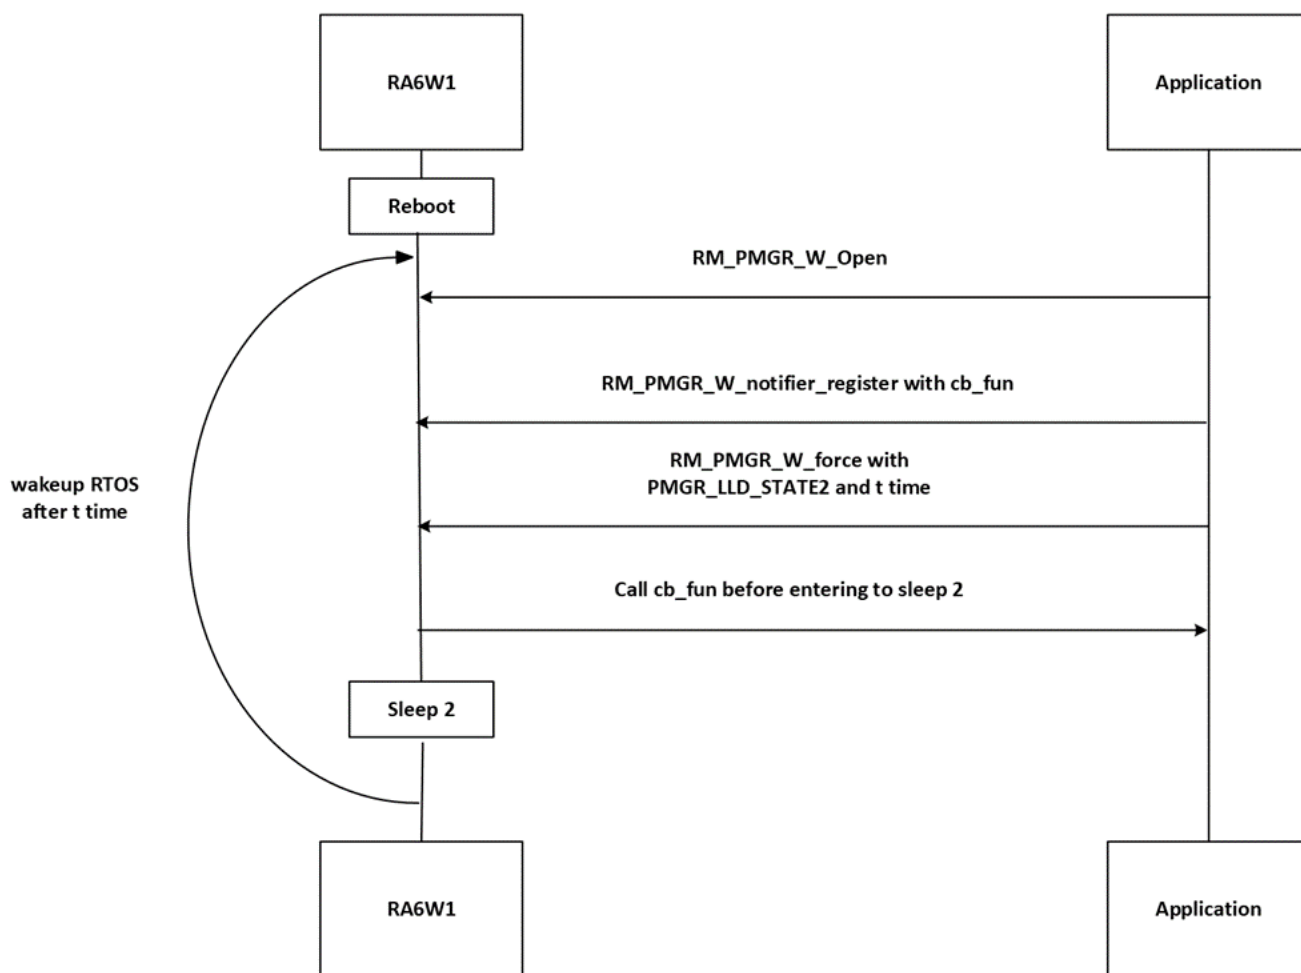 RA6W1
Application
Reboot
RM_PMGR_W_Open
RM_PMGR_W_notifier_register with cb_fun
RM_PMGR_W_force with
PMGR_LLD_STATE2 and t time
wakeup RTOS
after t time
Call cb_fun before entering to sleep 2
Sleep 2
RA6W1
Application